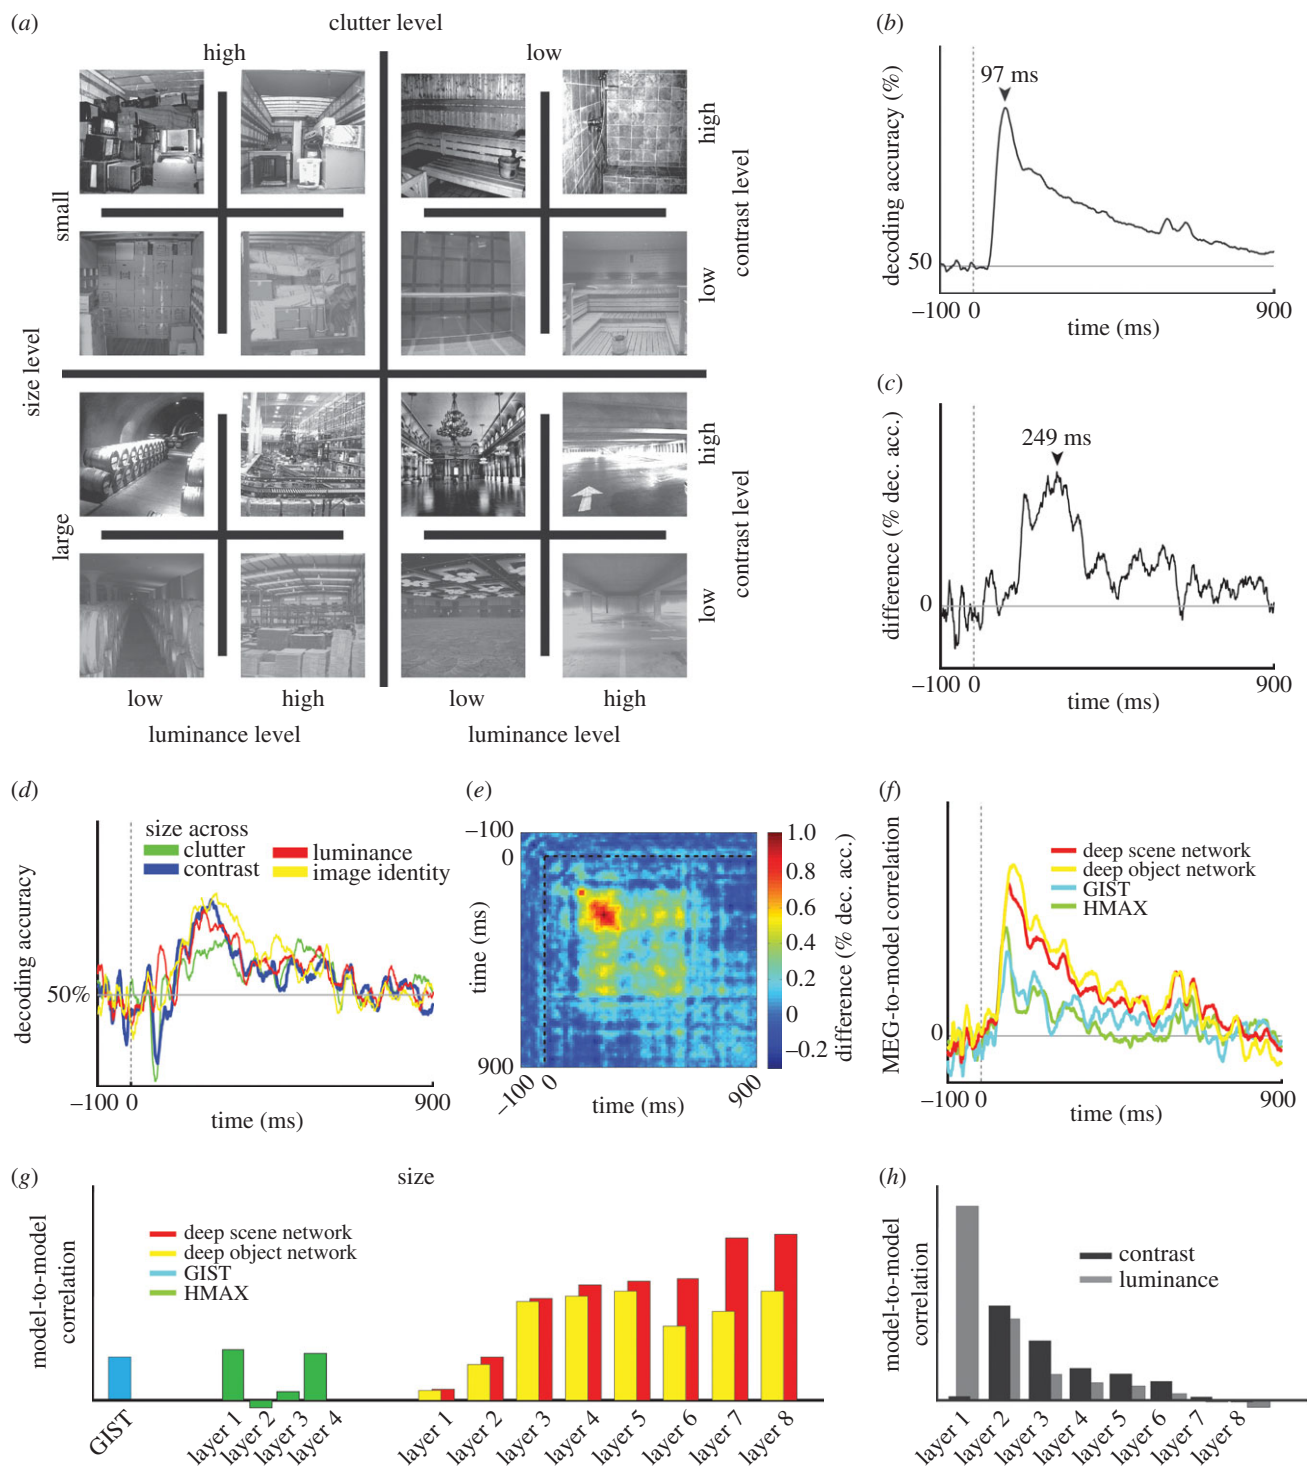 (a)
clutter level
high
low
small
large
size level
high
low
contrast level
high
low
contrast level
low
high
low
high
luminance level
luminance level
(b)
97 ms
decoding accuracy (%)
50
–100 0
900
time (ms)
(c)
249 ms
difference (% dec. acc.)
0
–100 0
900
time (ms)
(d)
size across
clutter
contrast
luminance
image identity
decoding accuracy
50%
–100 0
900
time (ms)
(e)
–100
0
time (ms)
900
–100
0
900
time (ms)
1.0
0.8
0.6
0.4
0.2
0
–0.2
difference (% dec. acc.)
(f)
deep scene network
deep object network
GIST
HMAX
MEG-to-model correlation
0
–100 0
900
time (ms)
(g)
size
deep scene network
deep object network
GIST
HMAX
model-to-model
correlation
GIST
layer 1
layer 2
layer 3
layer 4
layer 1
layer 2
layer 3
layer 4
layer 5
layer 6
layer 7
layer 8
(h)
contrast
luminance
model-to-model
correlation
layer 1
layer 2
layer 3
layer 4
layer 5
layer 6
layer 7
layer 8